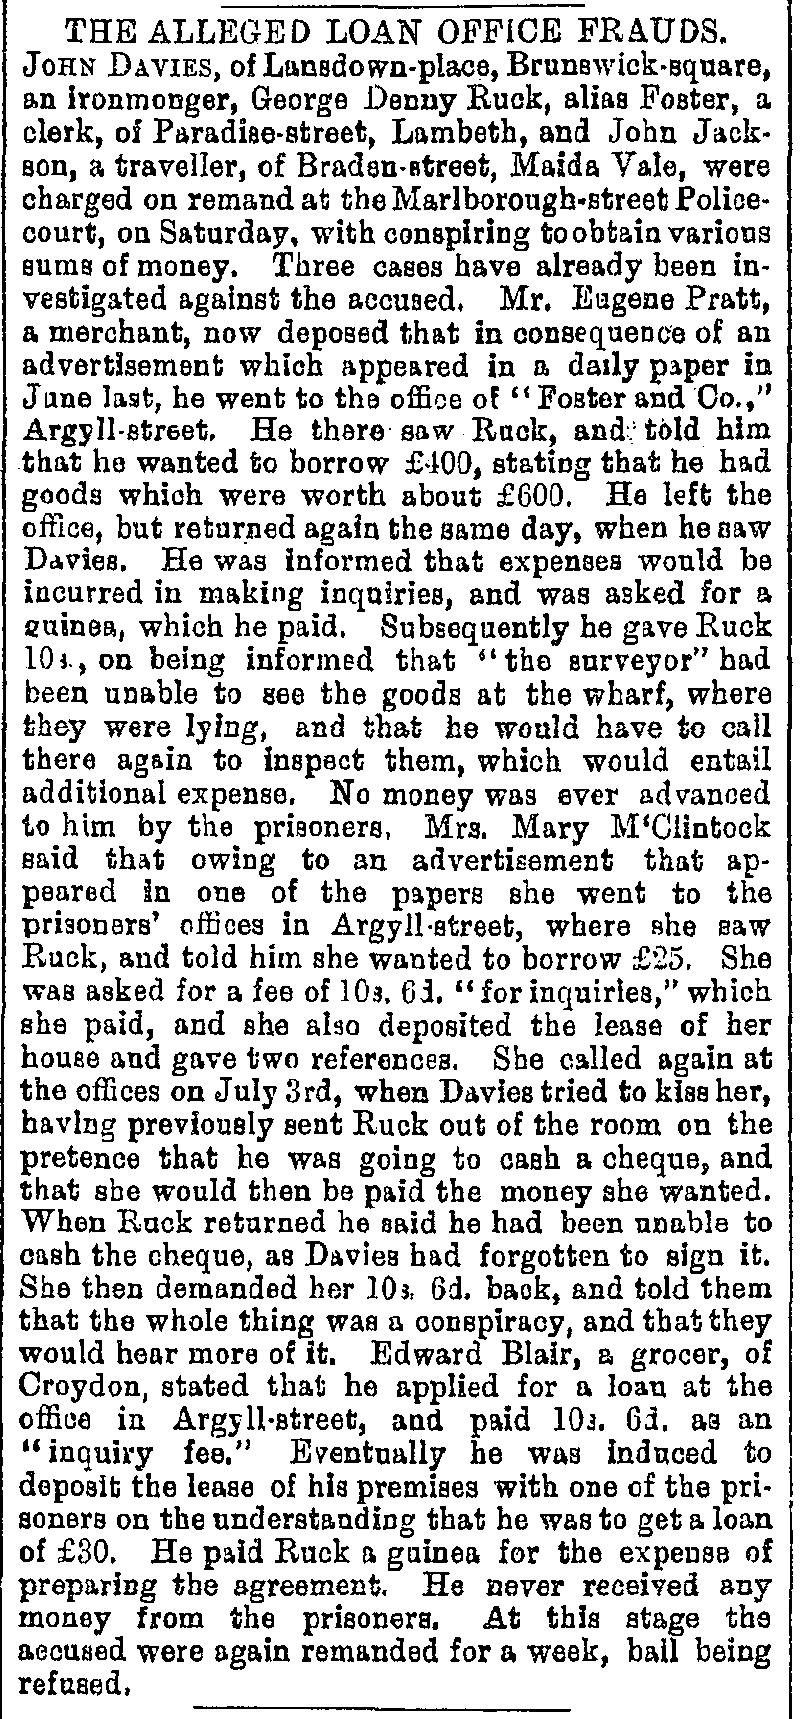 THE ALLEGED LOAN OFFICE FRAUDS.
JOHN DAVIES, of Lansdown-place, Brunswick-square,
an ironmonger, George Denny Ruck, alias Foster, a
clerk, of Paradise-street, Lambeth, and John Jack-
son, a traveller, of Braden-street, Maida Vale, were
charged on remand at the Marlborough-street Police-
court, on Saturday, with conspiring to obtain various
sums of money. Three cases have already been in-
vestigated against the accused. Mr. Eugene Pratt,
a merchant, now deposed that in consequence of an
advertisement which appeared in a daily paper in
June last, he went to the office of "Foster and Co.,"
Argyll-street. He there saw Ruck, and told him
that he wanted to borrow £400, stating that he had
goods which were worth about £600. He left the
office, but returned again the same day, when he saw
Davies. He was informed that expenses would be
incurred in making inquiries, and was asked for a
guinea, which he paid. Subsequently he gave Ruck
10s., on being informed that "the surveyor" had
been unable to see the goods at the wharf, where
they were lying, and that he would have to call
there again to inspect them, which would entail
additional expense. No money was ever advanced
to him by the prisoners. Mrs. Mary M'Clintock
said that owing to an advertisement that ap-
peared in one of the papers she went to the
prisoners' offices in Argyll-street, where she saw
Ruck, and told him she wanted to borrow £25. She
was asked for a fee of 10s. 6d. "for inquiries," which
she paid, and she also deposited the lease of her
house and gave two references. She called again at
the offices on July 3rd, when Davies tried to kiss her,
having previously sent Ruck out of the room on the
pretence that he was going to cash a cheque, and
that she would then be paid the money she wanted.
When Ruck returned he said he had been unable to
cash the cheque, as Davies had forgotten to sign it.
She then demanded her 10s. 6d. back, and told them
that the whole thing was a conspiracy, and that they
would hear more of it. Edward Blair, a grocer, of
Croydon, stated that he applied for a loan at the
office in Argyll-street, and paid 10s. 6d. as an
"inquiry fee." Eventually he was induced to
deposit the lease of his premises with one of the pri-
soners on the understanding that he was to get a loan
of £30. He paid Ruck a guinea for the expense of
preparing the agreement. He never received any
money from the prisoners. At this stage the
accused were again remanded for a week, bail being
refused.